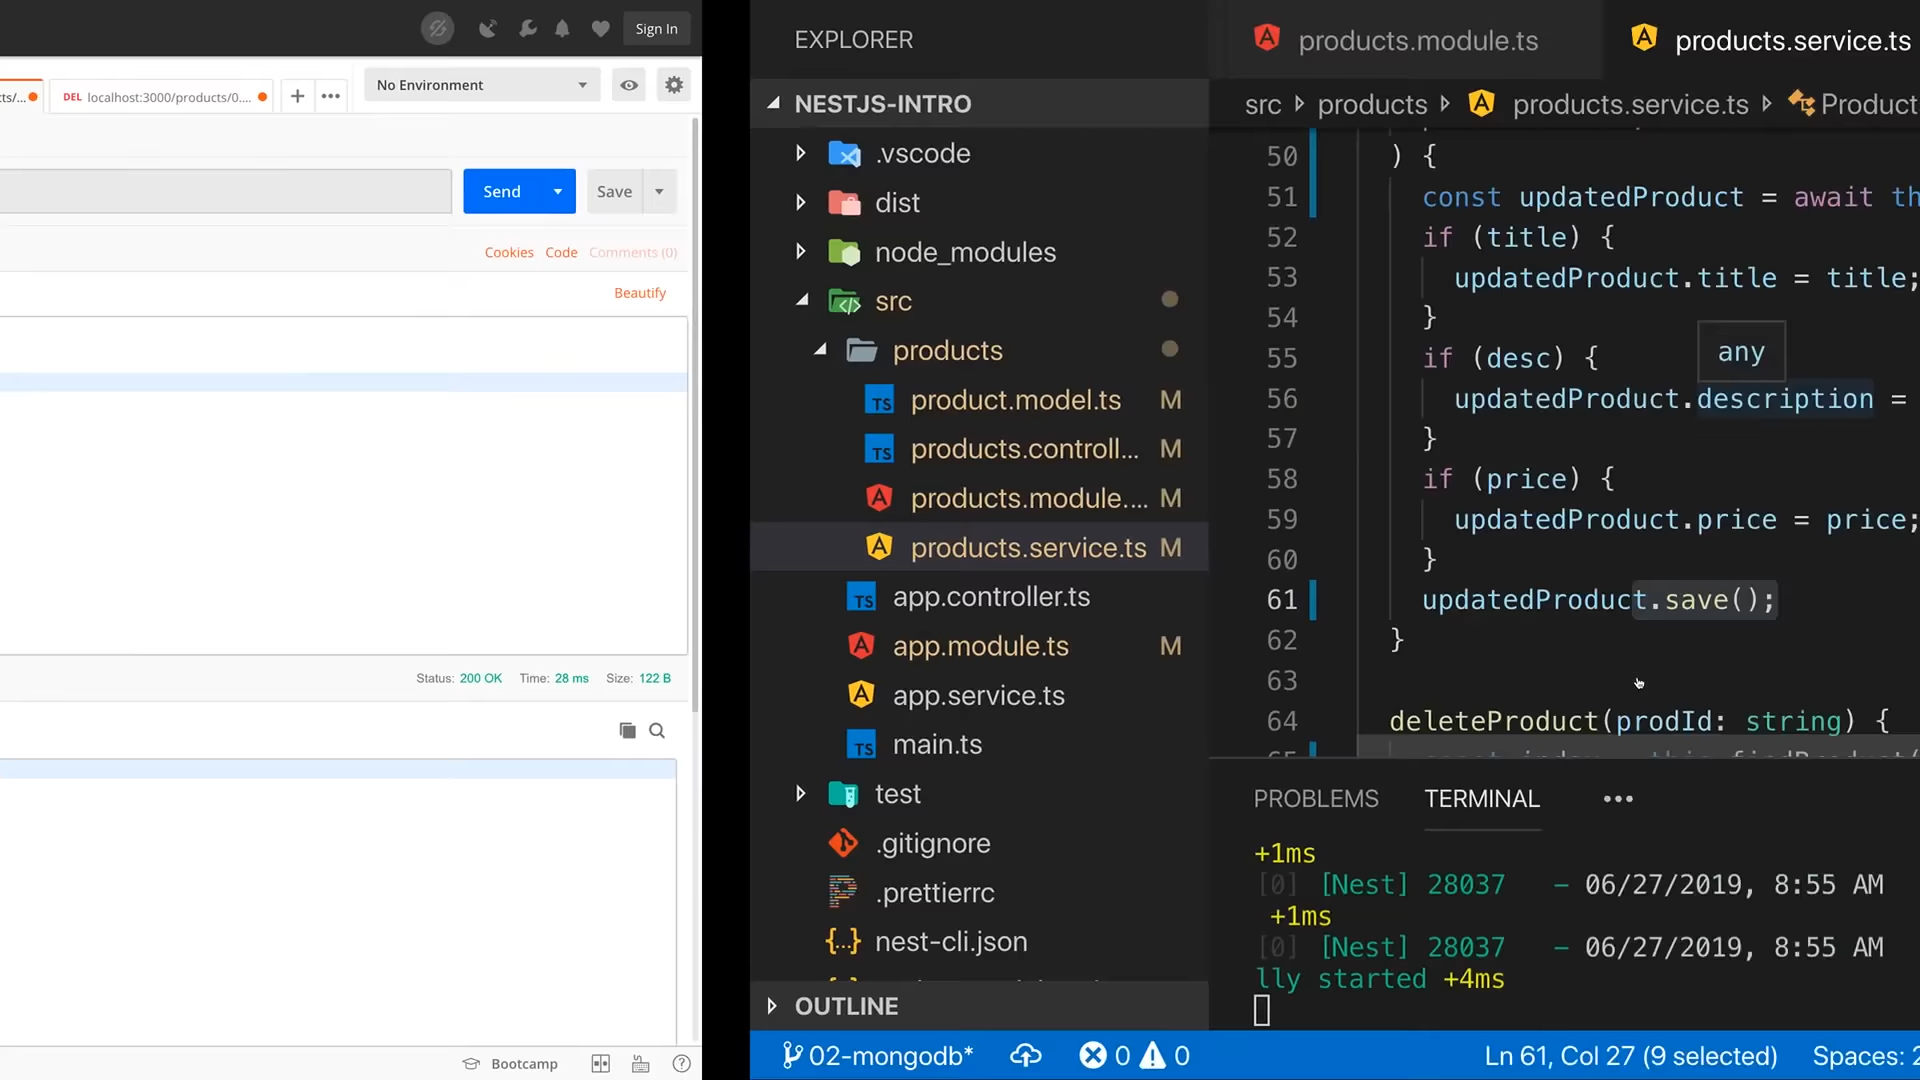 Sign In
cts/...
DEL localhost:3000/products/0....
No Environment
Send
Save
Cookies
Code
Comments (0)
Beautify
Status: 200 OK Time: 28 ms Size: 122 B
Bootcamp
EXPLORER
NESTJS-INTRO
.vscode
dist
node_modules
src
products
product.model.ts M
products.controll... M
products.module.... M
products.service.ts M
app.controller.ts
app.module.ts M
app.service.ts
main.ts
test
.gitignore
.prettierrc
nest-cli.json
OUTLINE
products.module.ts
products.service.ts
src products products.service.ts Product
50 ) {
51 const updatedProduct = await th
52 if (title) {
53 updatedProduct.title = title;
54 }
55 if (desc) {
any
56 updatedProduct.description =
57 }
58 if (price) {
59 updatedProduct.price = price;
60 }
61 updatedProduct.save();
62 }
63
64 deleteProduct(prodId: string) {
PROBLEMS
TERMINAL
+1ms
[0] [Nest] 28037 - 06/27/2019, 8:55 AM
+1ms
[0] [Nest] 28037 - 06/27/2019, 8:55 AM
lly started +4ms
02-mongodb*
0
0
Ln 61, Col 27 (9 selected)
Spaces: 2